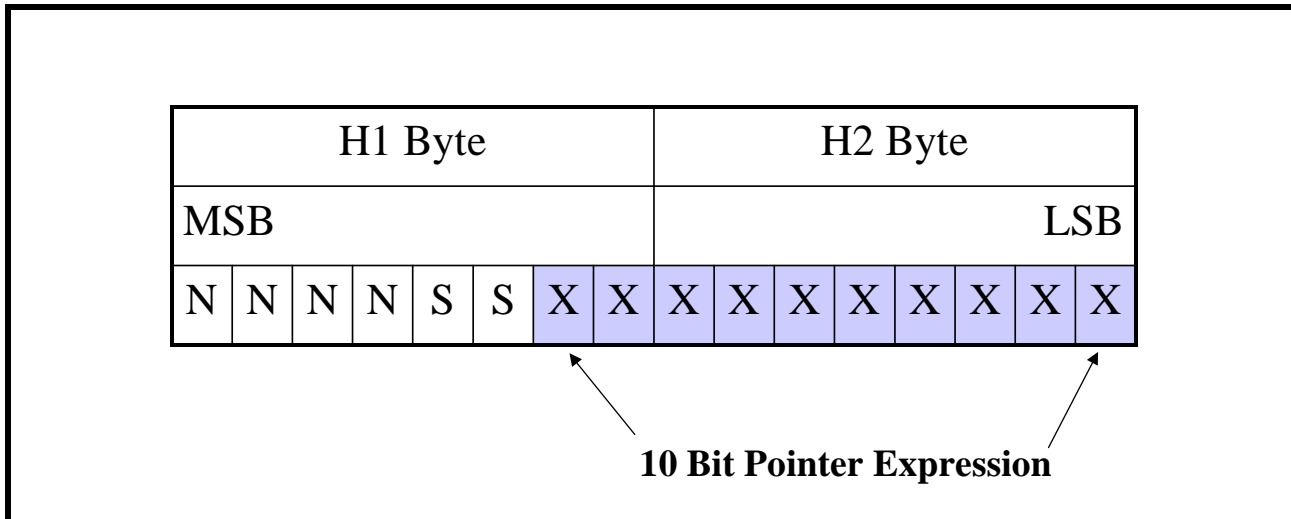 H1 Byte H2 Byte
MSB LSB
N N N N S S X X X X X X X X X X
10 Bit Pointer Expression